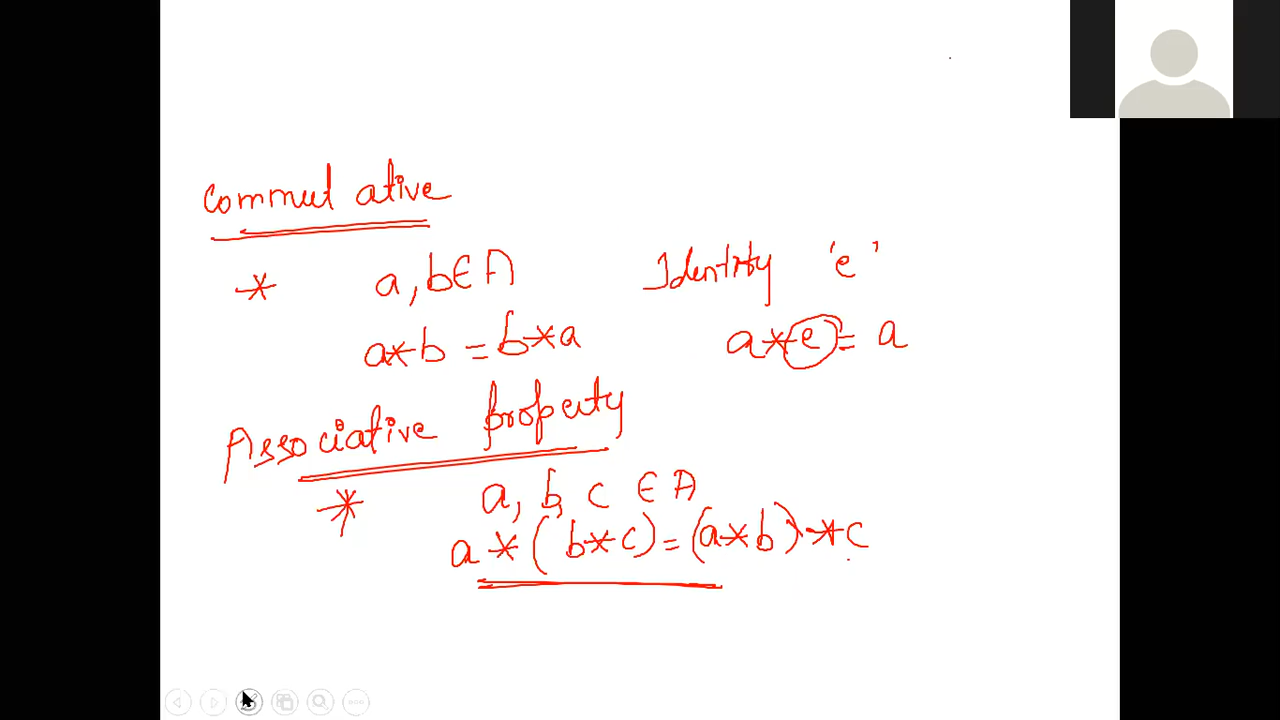 Commutative
* a, b ∈ A
a * b = b * a
Identity 'e'
a * e = a
Associative property
* a, b, c ∈ A
a * ( b * c ) = (a * b) * c